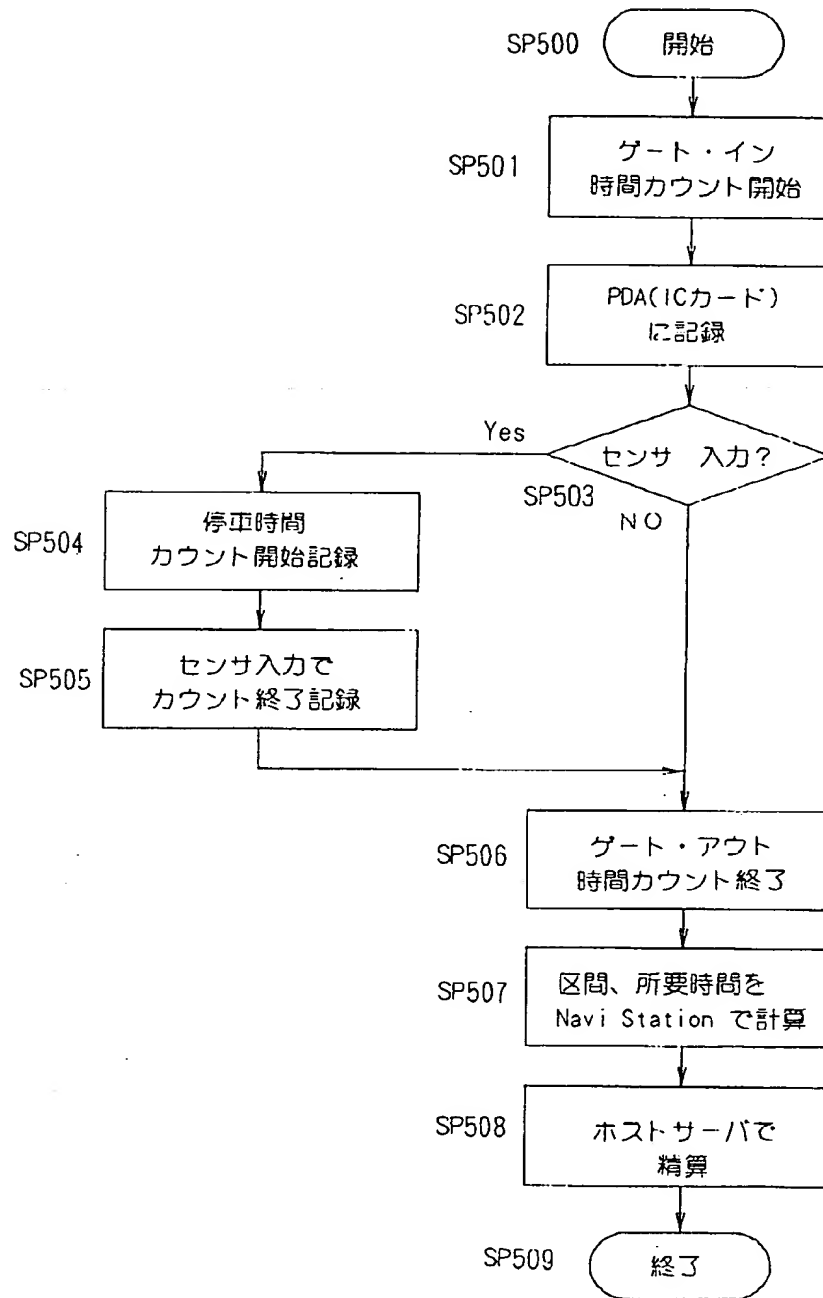 SP500
開始
SP501
ゲート・イン
時間カウント開始
SP502
PDA(ICカード)
に記録
Yes
センサ 入力?
SP503
NO
SP504
停車時間
カウント開始記録
SP505
センサ入力で
カウント終了記録
SP506
ゲート・アウト
時間カウント終了
SP507
区間、所要時間を
Navi Station で計算
SP508
ホストサーバで
精算
SP509
終了